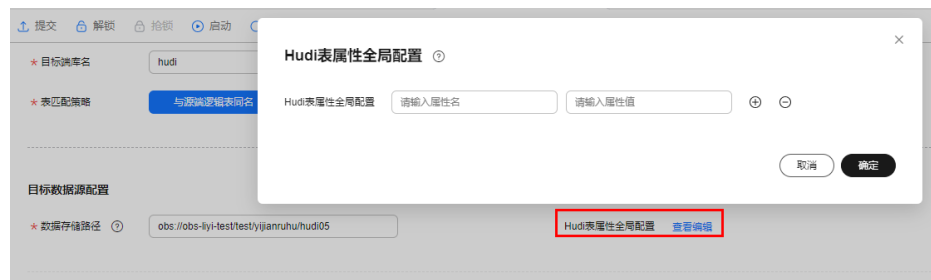 提交 解锁 抢锁 启动
* 目标端库名 hudi
* 表匹配策略 与源端逻辑表同名
Hudi表属性全局配置
Hudi表属性全局配置 请输入属性名 请输入属性值
取消 确定
目标数据源配置
* 数据存储路径 obs://obs-liyi-test/test/yijianruhu/hudi05 Hudi表属性全局配置 查看编辑